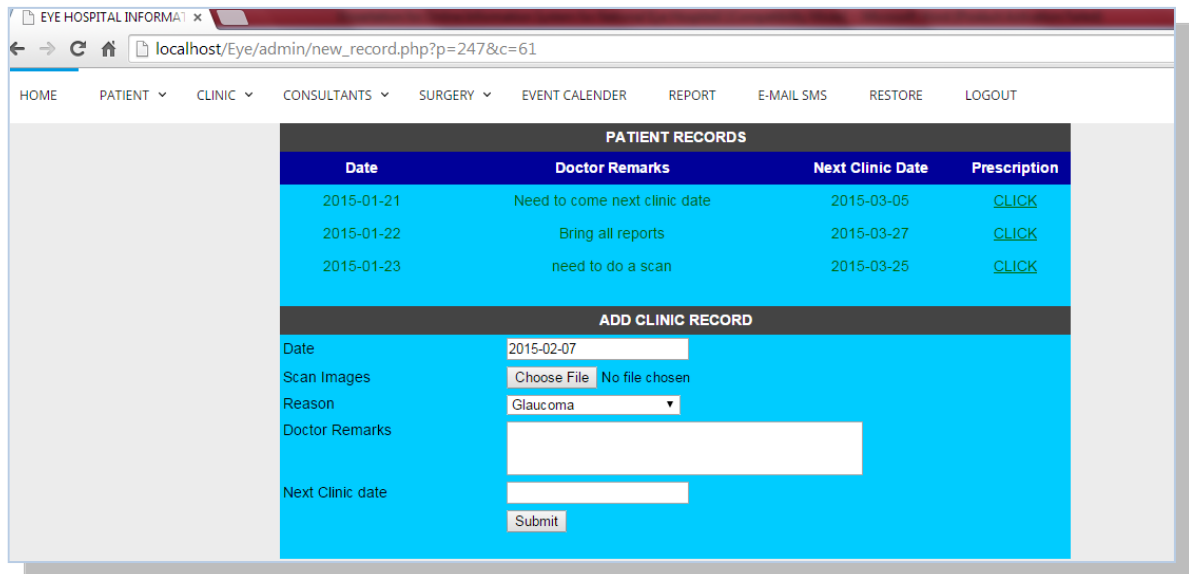 EYE HOSPITAL INFORMAT ×
localhost/Eye/admin/new_record.php?p=247&c=61
HOME PATIENT CLINIC CONSULTANTS SURGERY EVENT CALENDER REPORT E-MAIL SMS RESTORE LOGOUT
PATIENT RECORDS
Date Doctor Remarks Next Clinic Date Prescription
2015-01-21 Need to come next clinic date 2015-03-05 CLICK
2015-01-22 Bring all reports 2015-03-27 CLICK
2015-01-23 need to do a scan 2015-03-25 CLICK
ADD CLINIC RECORD
Date 2015-02-07
Scan Images Choose File No file chosen
Reason Glaucoma
Doctor Remarks
Next Clinic date
Submit